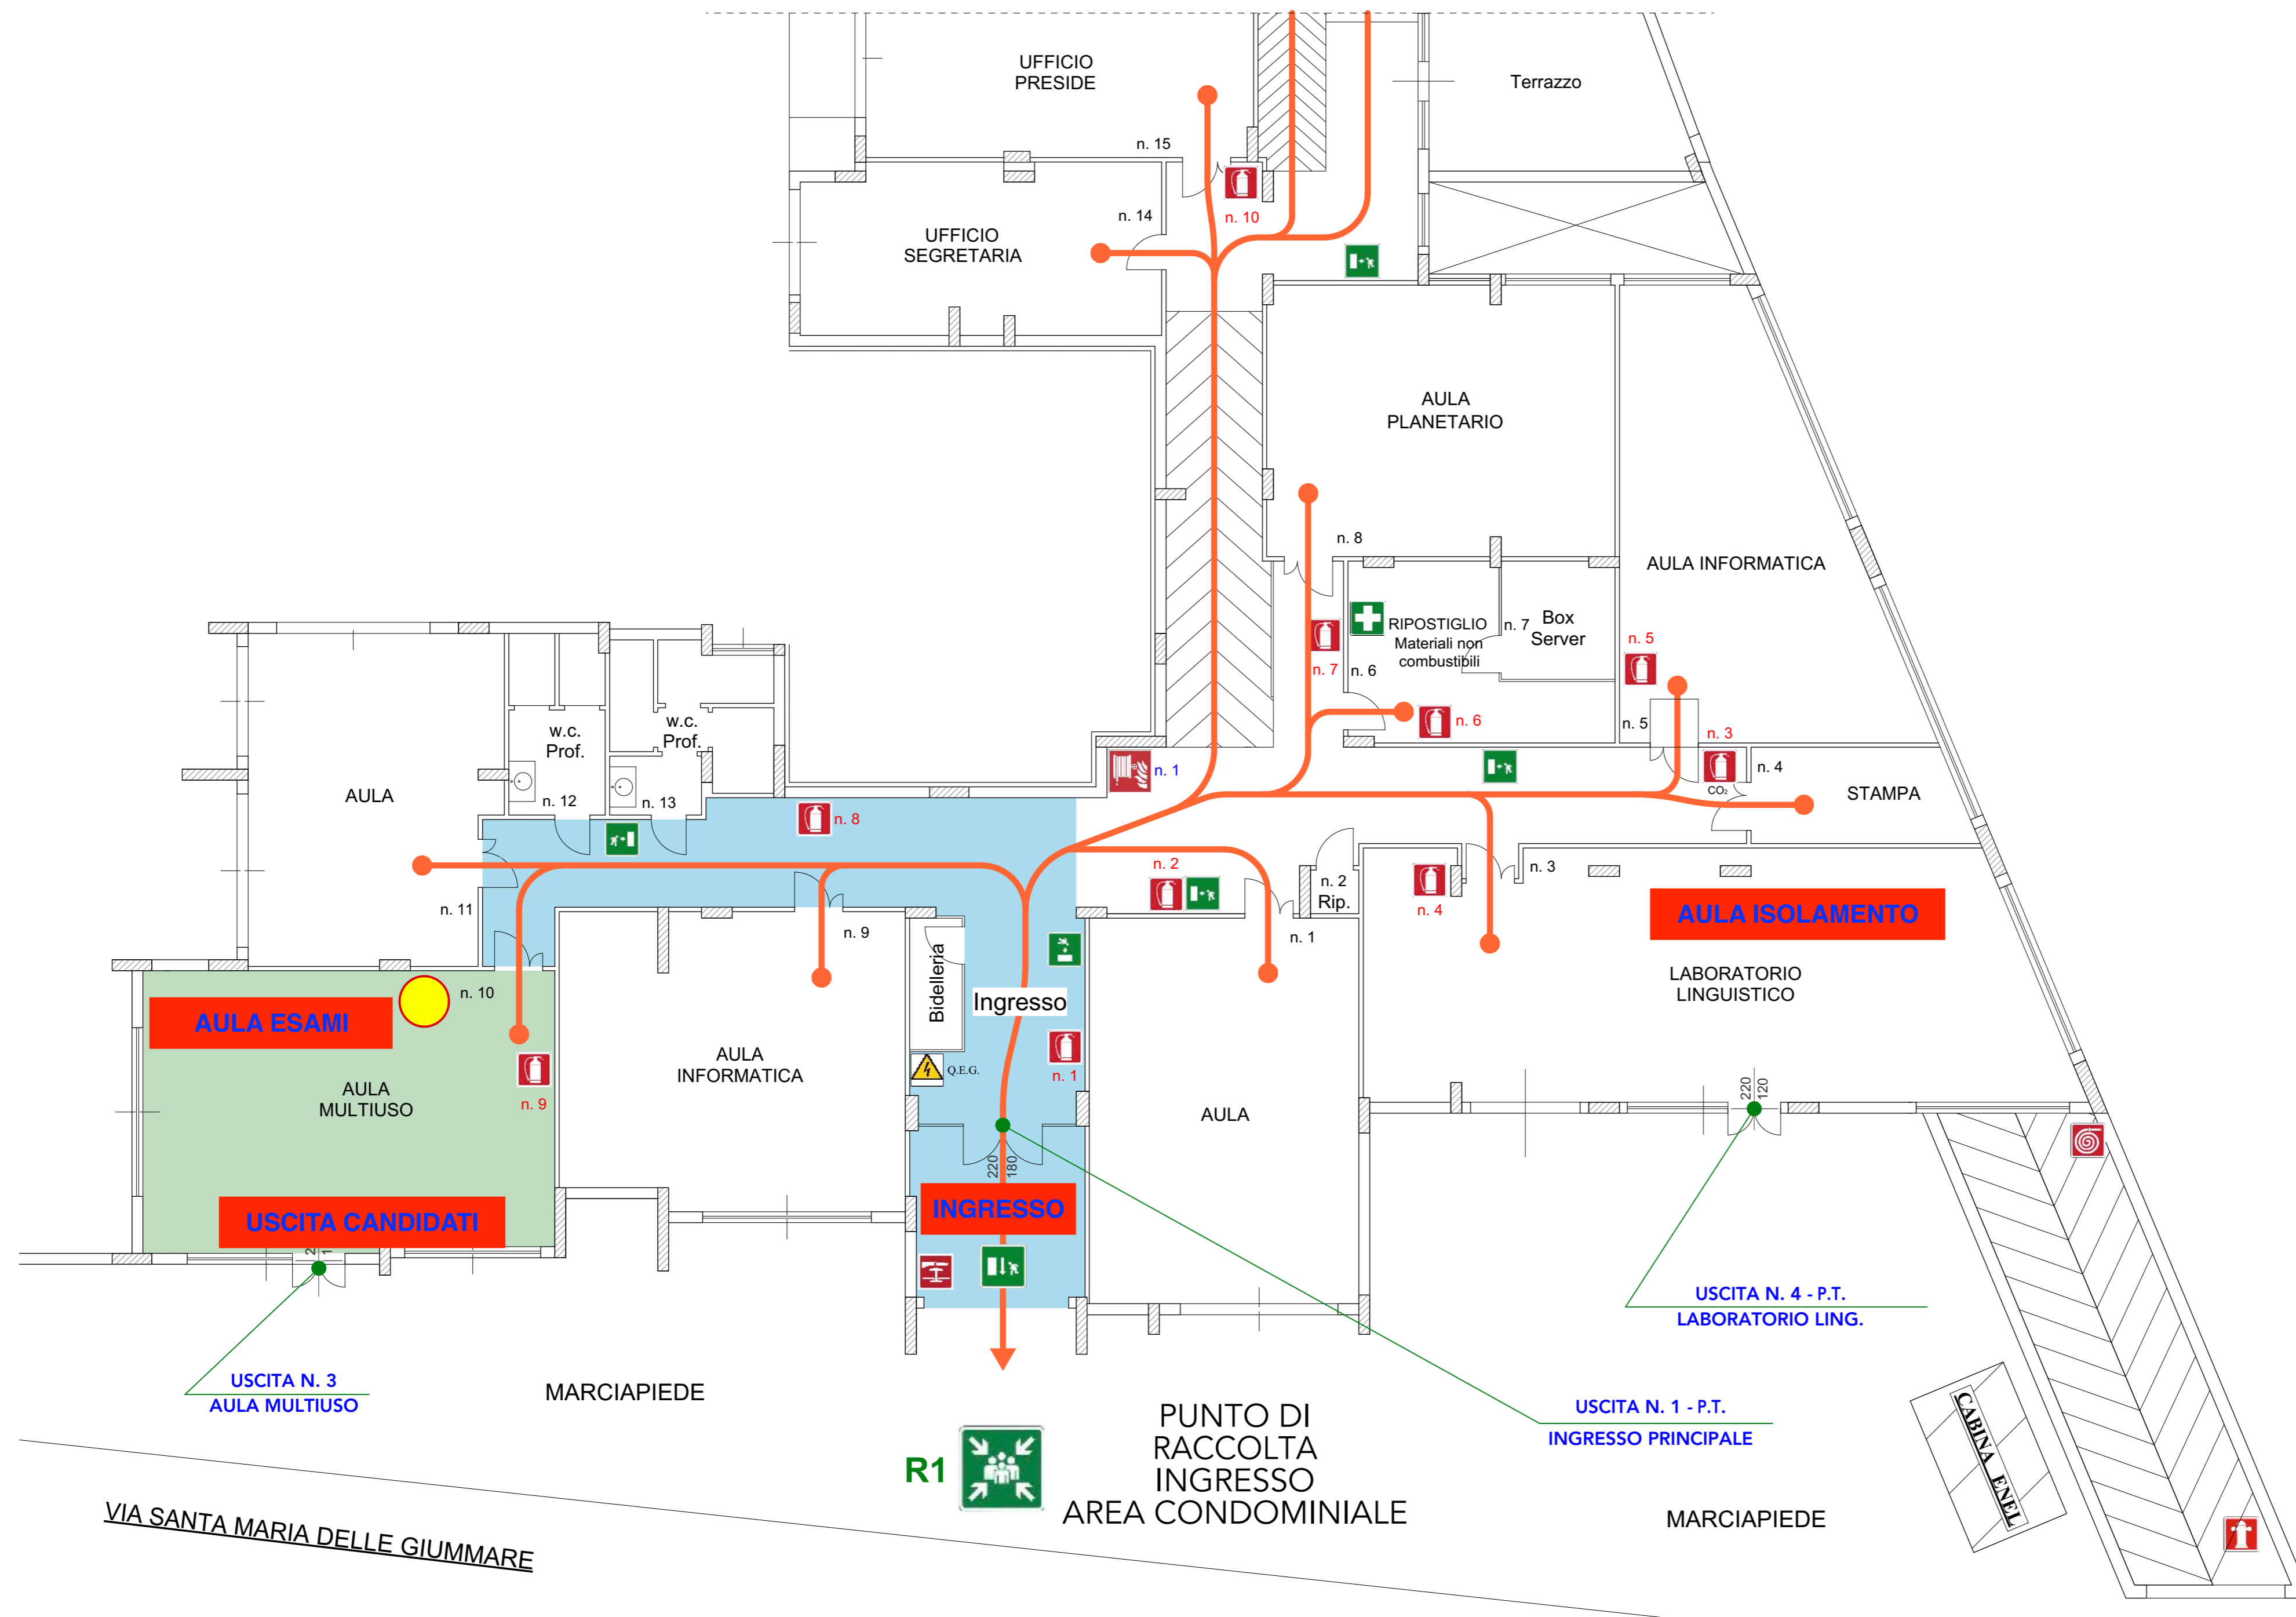 UFFICIO
PRESIDE
Terrazzo
n. 15
n. 14
n. 10
UFFICIO
SEGRETARIA
AULA
PLANETARIO
n. 8
AULA INFORMATICA
RIPOSTIGLIO
Materiali non
combustibili
n. 7
Box
Server
n. 5
n. 7
n. 6
n. 6
n. 5
n. 3
w.c.
Prof.
w.c.
Prof.
n. 1
n. 4
CO₂
STAMPA
AULA
n. 12
n. 13
n. 8
n. 2
n. 3
n. 2
Rip.
n. 4
AULA ISOLAMENTO
n. 11
n. 9
n. 1
Bidelleria
LABORATORIO
LINGUISTICO
n. 10
Ingresso
AULA ESAMI
AULA
INFORMATICA
Q.E.G.
n. 1
AULA
MULTIUSO
n. 9
220
120
AULA
220
180
INGRESSO
USCITA CANDIDATI
USCITA N. 4 - P.T.
LABORATORIO LING.
USCITA N. 3
AULA MULTIUSO
MARCIAPIEDE
USCITA N. 1 - P.T.
INGRESSO PRINCIPALE
PUNTO DI
RACCOLTA
INGRESSO
AREA CONDOMINIALE
R1
CABINA ENEL
MARCIAPIEDE
VIA SANTA MARIA DELLE GIUMMARE